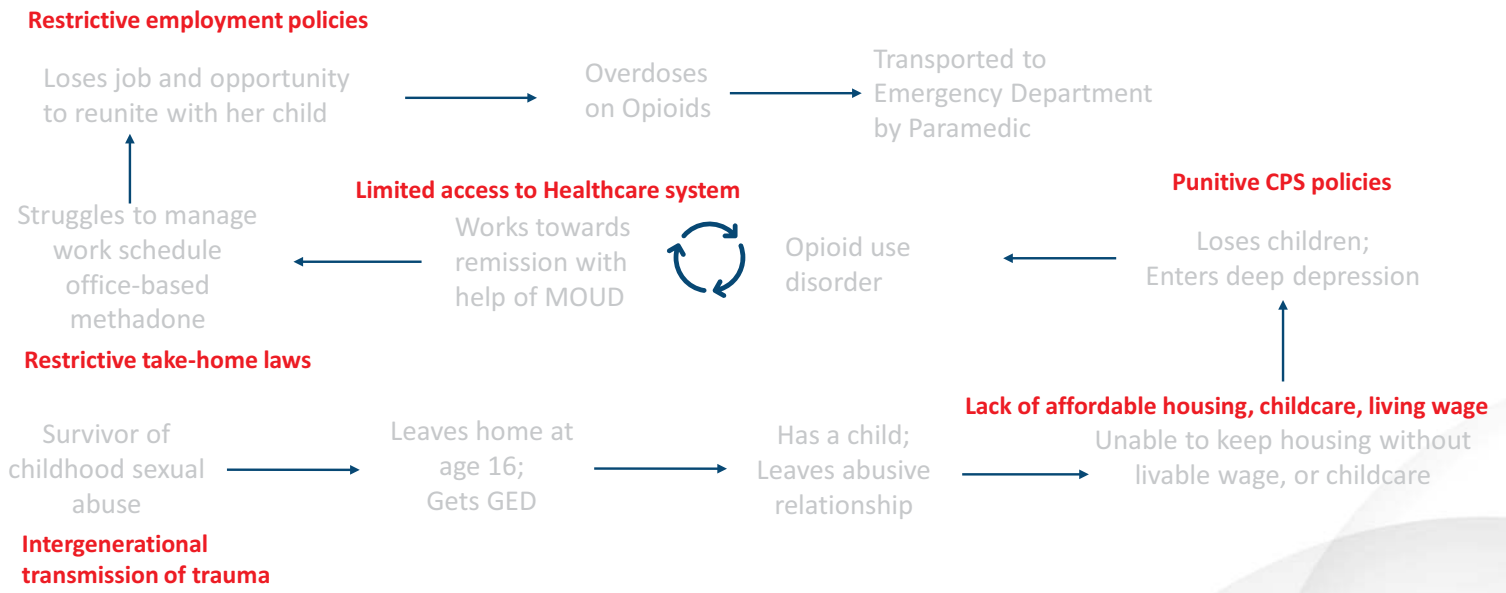 Restrictive employment policies
Loses job and opportunity
to reunite with her child
Overdoses
on Opioids
Transported to
Emergency Department
by Paramedic
Limited access to Healthcare system
Punitive CPS policies
Struggles to manage
work schedule
office-based
methadone
Works towards
remission with
help of MOUD
Opioid use
disorder
Loses children;
Enters deep depression
Restrictive take-home laws
Lack of affordable housing, childcare, living wage
Survivor of
childhood sexual
abuse
Leaves home at
age 16;
Gets GED
Has a child;
Leaves abusive
relationship
Unable to keep housing without
livable wage, or childcare
Intergenerational
transmission of trauma